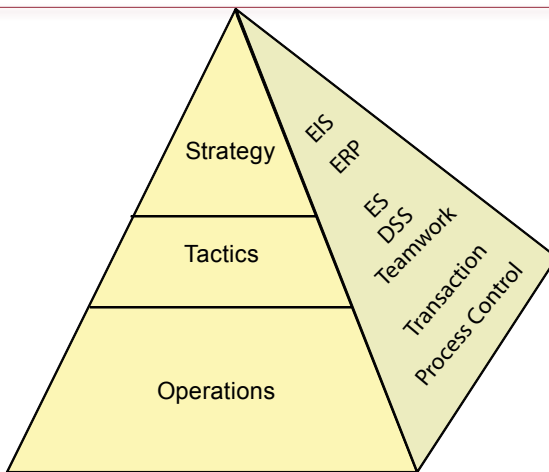 Strategy
Tactics
Operations
EIS
ERP
ES
DSS
Teamwork
Transaction
Process Control